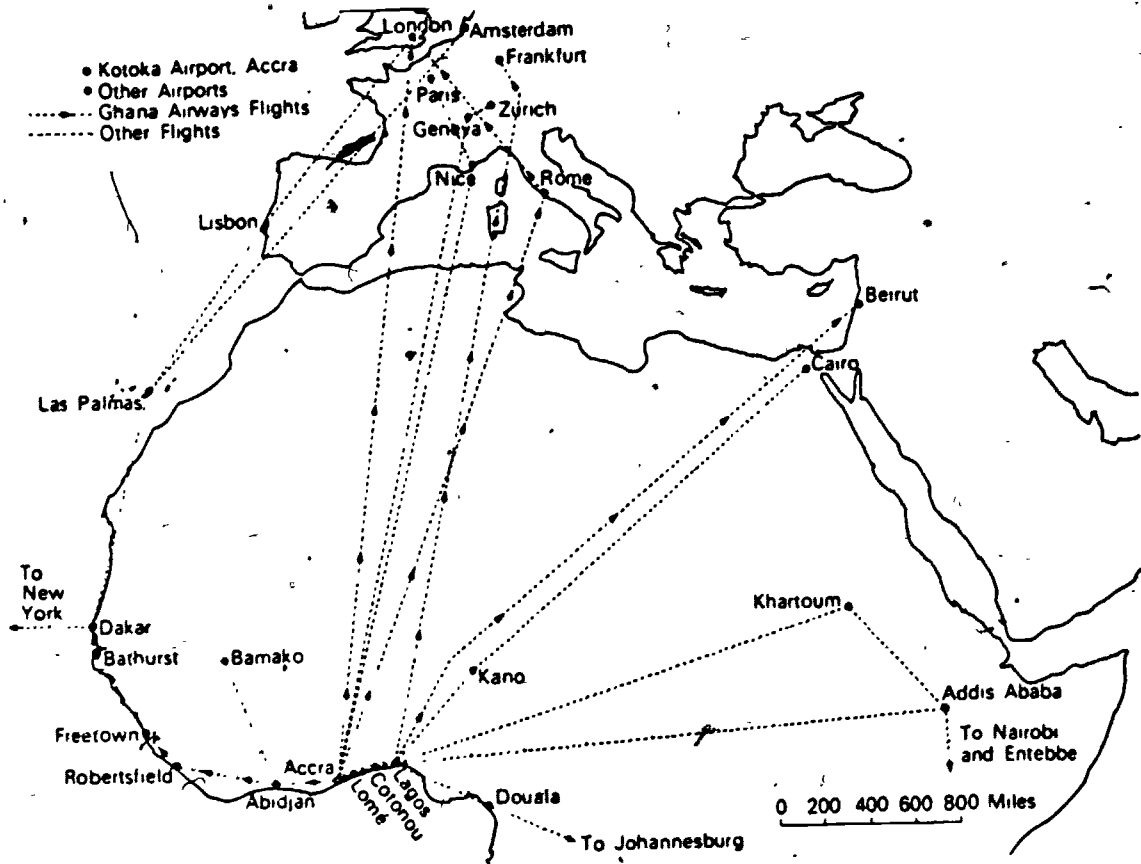 London
Amsterdam
Frankfurt
• Kotoka Airport, Accra
• Other Airports
Ghana Airways Flights
Other Flights
Paris
Zurich
Geneva
Nice
Rome
Lisbon
Beirut
Cairo
Las Palmas
To
New
York
Dakar
Bathurst
Bamako
Kano
Khartoum
Addis Ababa
To Nairobi
and Entebbe
Freetown
Robertsfield
Abidjan
Accra
Lomé
Cotonou
Lagos
Douala
To Johannesburg
0 200 400 600 800 Miles